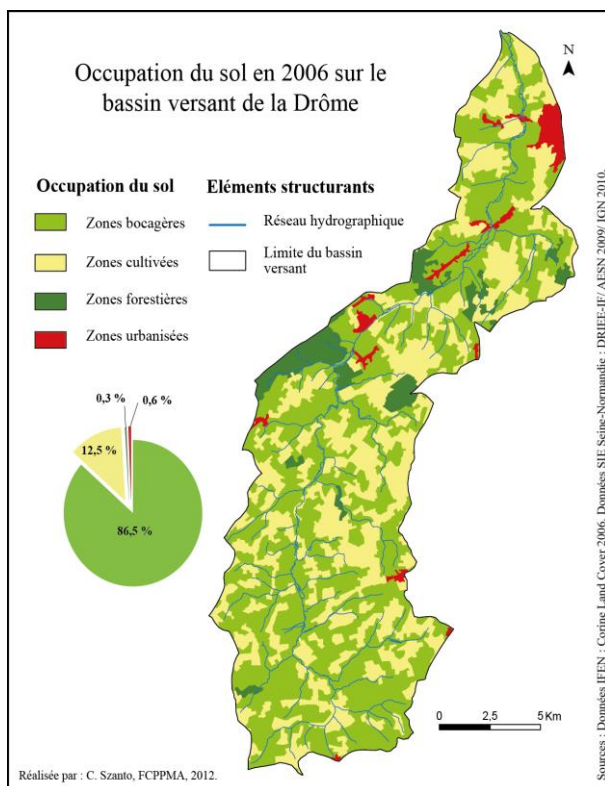 Occupation du sol en 2006 sur le
bassin versant de la Drôme
N
Occupation du sol
Zones bocagères
Zones cultivées
Zones forestières
Zones urbanisées
Eléments structurants
Réseau hydrographique
Limite du bassin
versant
0,3 %
0,6 %
12,5 %
86,5 %
0 2,5 5 Km
Réalisée par : C. Szanto, FCPPMA, 2012.
Sources : Données IFEN : Corine Land Cover 2006. Données SIE Seine-Normandie : DRIEE-IF/ AESN 2009/ IGN 2010.